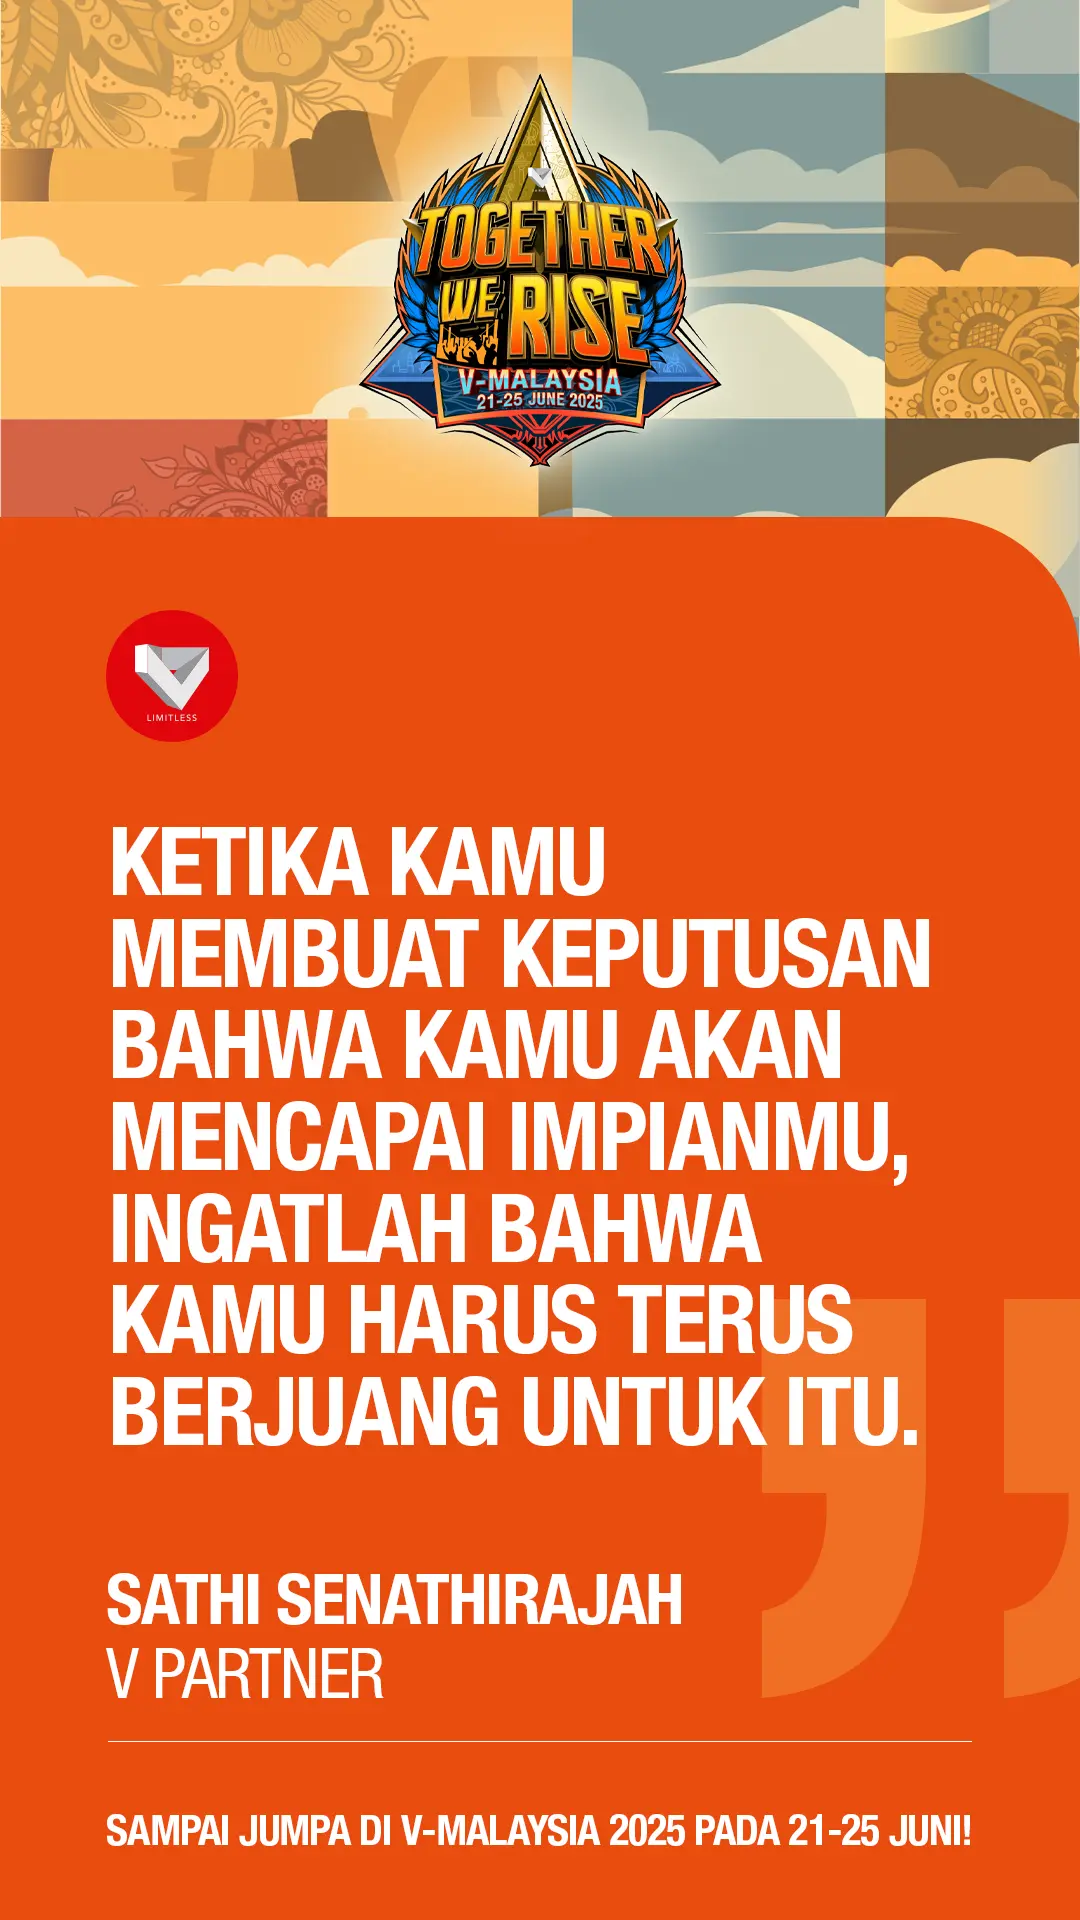 TOGETHER
WE RISE
V-MALAYSIA
21-25 JUNE 2025
LIMITLESS
KETIKA KAMU
MEMBUAT KEPUTUSAN
BAHWA KAMU AKAN
MENCAPAI IMPIANMU,
INGATLAH BAHWA
KAMU HARUS TERUS
BERJUANG UNTUK ITU.
SATHI SENATHIRAJAH
V PARTNER
SAMPAI JUMPA DI V-MALAYSIA 2025 PADA 21-25 JUNI!